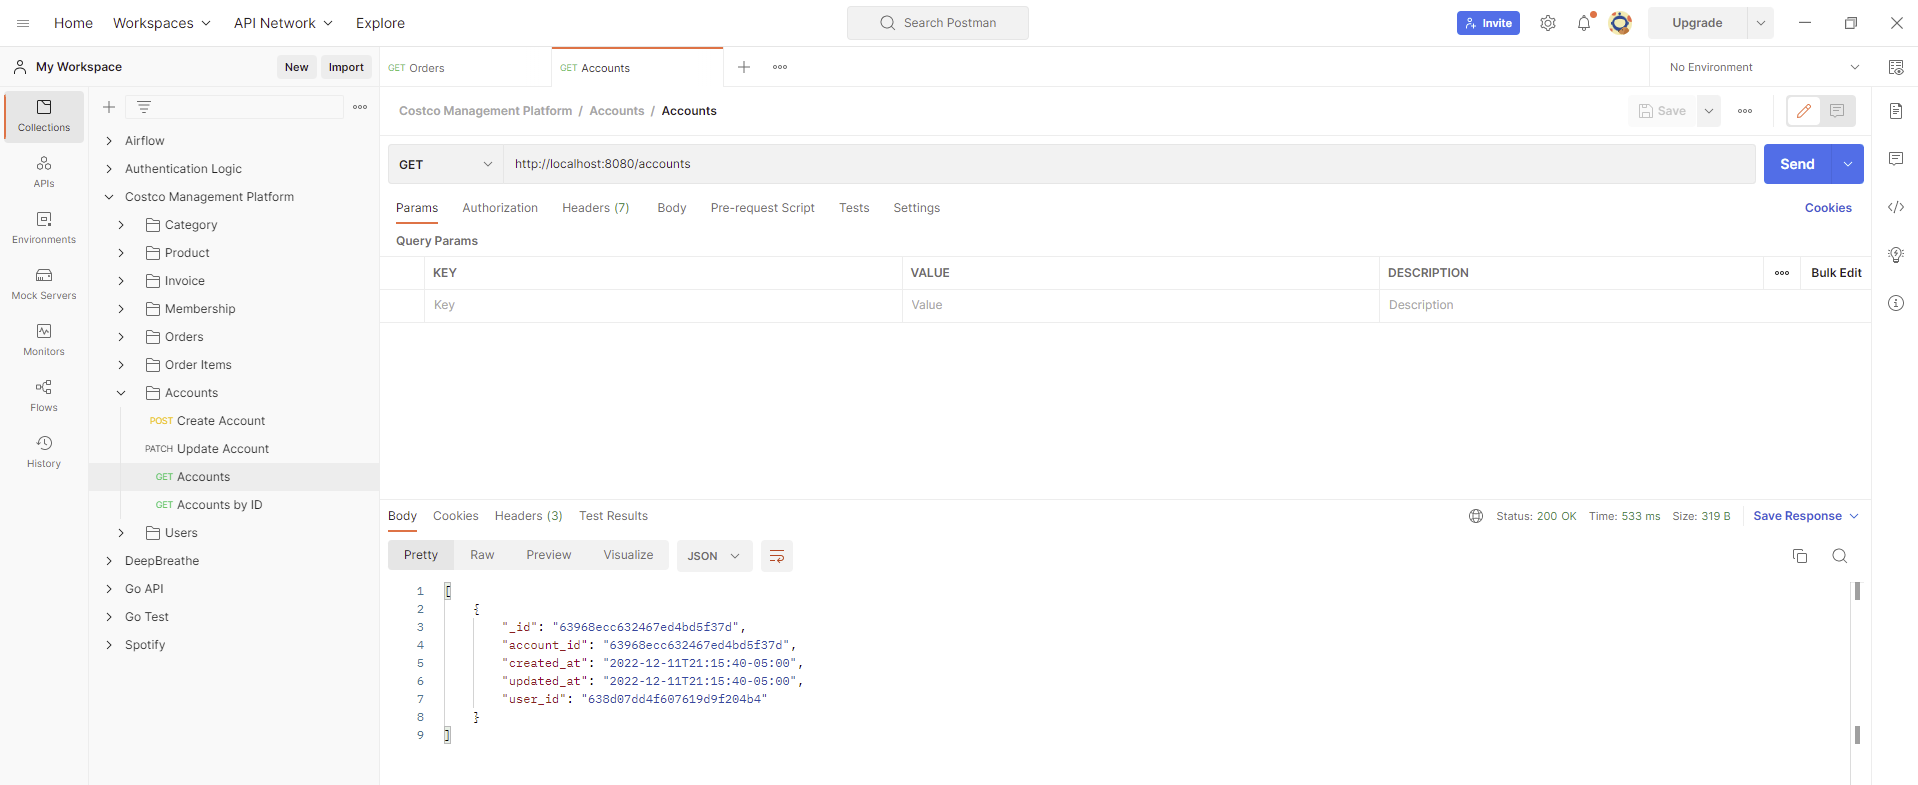 Home Workspaces API Network Explore Search Postman Invite Upgrade
My Workspace New Import GET Orders GET Accounts No Environment
Collections
APIs
Environments
Mock Servers
Monitors
Flows
History
Airflow
Authentication Logic
Costco Management Platform
Category
Product
Invoice
Membership
Orders
Order Items
Accounts
POST Create Account
PATCH Update Account
GET Accounts
GET Accounts by ID
Users
DeepBreathe
Go API
Go Test
Spotify
Costco Management Platform / Accounts / Accounts Save
GET http://localhost:8080/accounts Send
Params Authorization Headers (7) Body Pre-request Script Tests Settings Cookies
Query Params
KEY VALUE DESCRIPTION Bulk Edit
Key Value Description
Body Cookies Headers (3) Test Results Status: 200 OK Time: 533 ms Size: 319 B Save Response
Pretty Raw Preview Visualize JSON
1 [
2 {
3 "_id": "63968ecc632467ed4bd5f37d",
4 "account_id": "63968ecc632467ed4bd5f37d",
5 "created_at": "2022-12-11T21:15:40-05:00",
6 "updated_at": "2022-12-11T21:15:40-05:00",
7 "user_id": "638d07dd4f607619d9f204b4"
8 }
9 ]